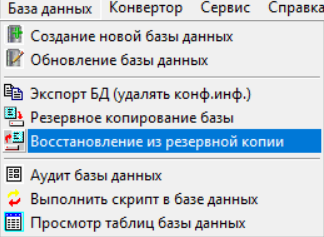 База данных Конвертор Сервис Справка
Создание новой базы данных
Обновление базы данных
Экспорт БД (удалять конф.инф.)
Резервное копирование базы
Восстановление из резервной копии
Аудит базы данных
Выполнить скрипт в базе данных
Просмотр таблиц базы данных